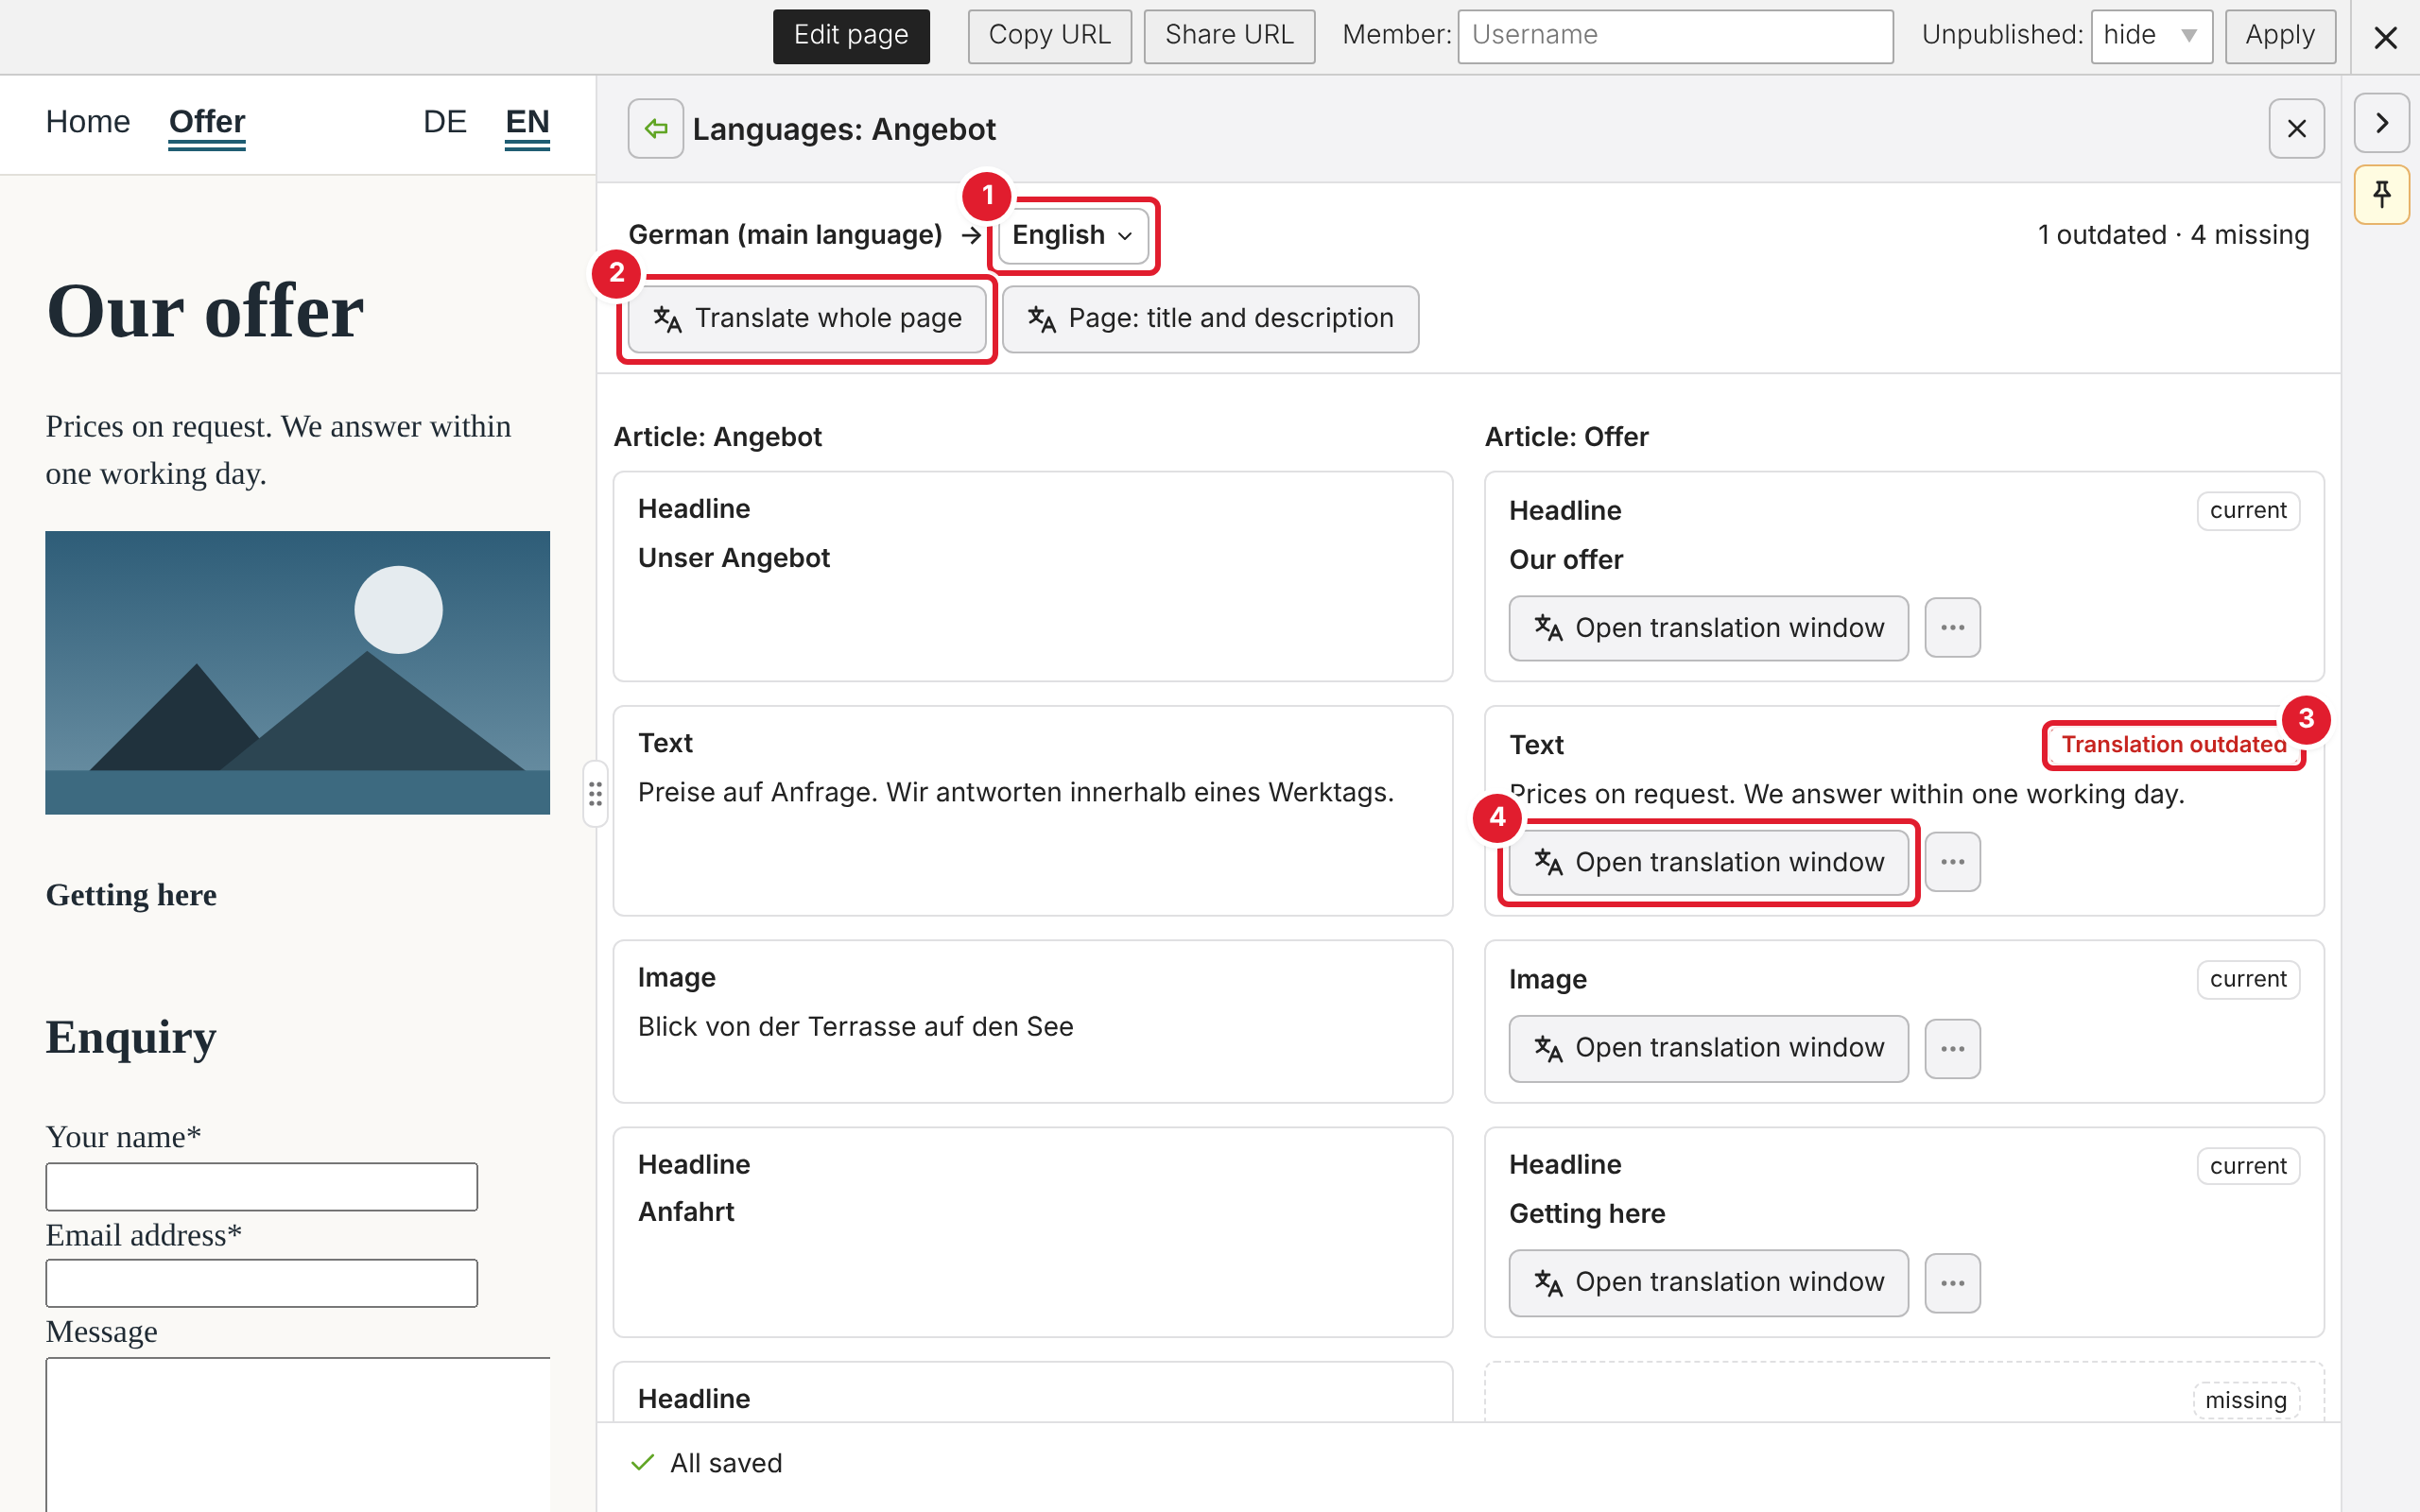 Edit page
Copy URL
Share URL
Member:
Username
Unpublished:
hide
Apply
Home
Offer
DE
EN
Our offer
Prices on request. We answer within
one working day.
Getting here
Enquiry
Your name*
Email address*
Message
Languages: Angebot
1
German (main language)
English
1 outdated · 4 missing
2
Translate whole page
Page: title and description
Article: Angebot
Article: Offer
Headline
Unser Angebot
Headline
current
Our offer
Open translation window
Text
Preise auf Anfrage. Wir antworten innerhalb eines Werktags.
Text
Translation outdated
3
Prices on request. We answer within one working day.
4
Open translation window
Image
Blick von der Terrasse auf den See
Image
current
Open translation window
Headline
Anfahrt
Headline
current
Getting here
Open translation window
Headline
missing
All saved